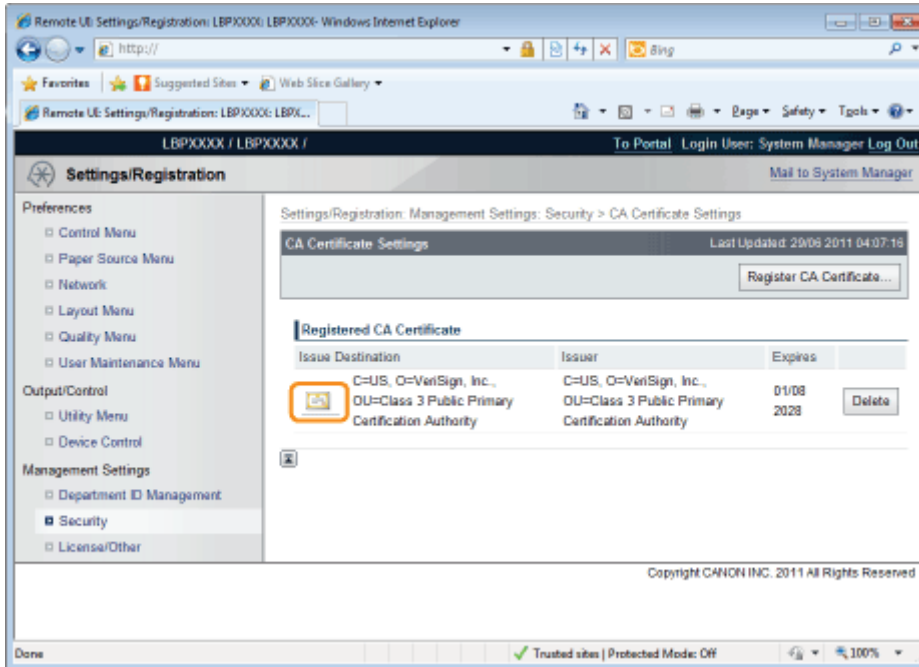 Remote UI: Settings/Registration: LBPXXXX: LBPXXXX- Windows Internet Explorer
http://
Bing
Favorites Suggested Sites Web Slice Gallery
Remote UI: Settings/Registration: LBPXXXX: LBPX...
Page Safety Tools
LBPXXXX / LBPXXXX / To Portal Login User: System Manager Log Out
Settings/Registration Mail to System Manager
Preferences
Control Menu
Paper Source Menu
Network
Layout Menu
Quality Menu
User Maintenance Menu
Output/Control
Utility Menu
Device Control
Management Settings
Department ID Management
Security
License/Other
Settings/Registration: Management Settings: Security > CA Certificate Settings
CA Certificate Settings Last Updated: 29/06 2011 04:07:16
Register CA Certificate...
Registered CA Certificate
Issue Destination Issuer Expires
C=US, O=VeriSign, Inc., C=US, O=VeriSign, Inc., 01/08
OU=Class 3 Public Primary OU=Class 3 Public Primary 2028 Delete
Certification Authority Certification Authority
Copyright CANON INC. 2011 All Rights Reserved
Done Trusted sites | Protected Mode: Off 100%